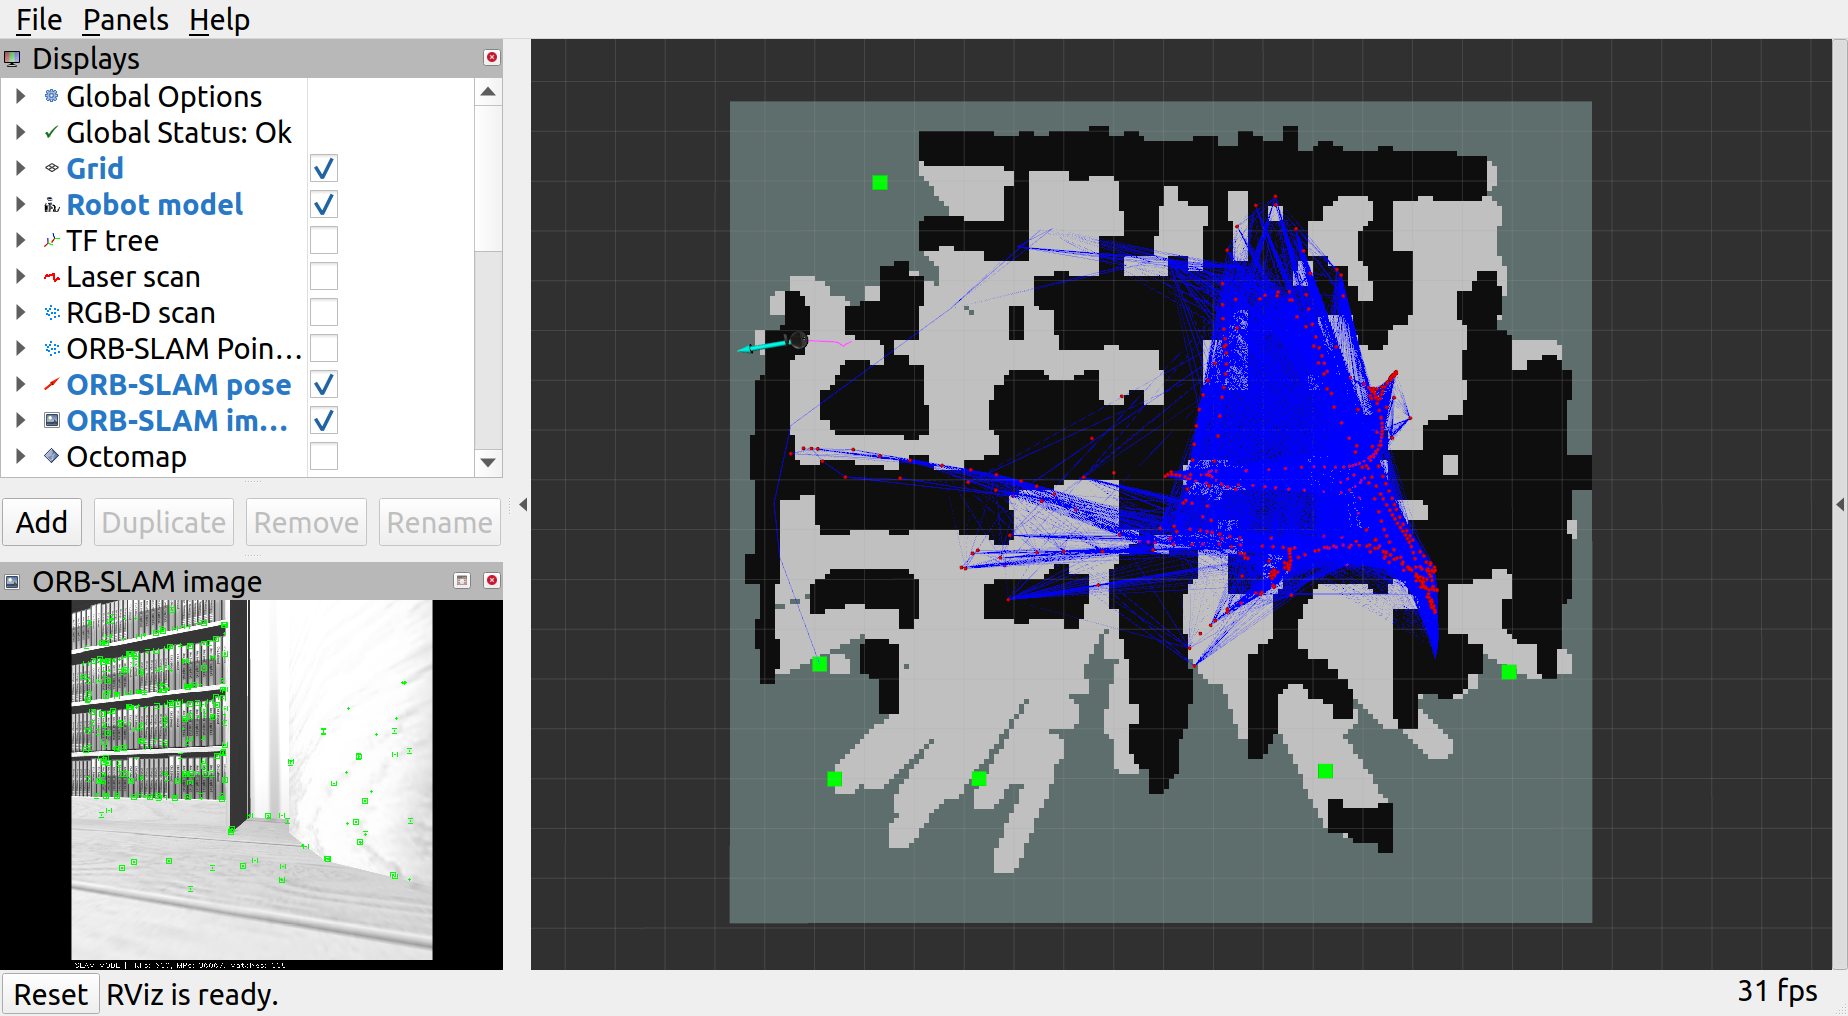 File Panels Help
Displays
Global Options
Global Status: Ok
Grid
Robot model
TF tree
Laser scan
RGB-D scan
ORB-SLAM Poin...
ORB-SLAM pose
ORB-SLAM im...
Octomap
Add Duplicate Remove Rename
ORB-SLAM image
Reset RViz is ready.
31 fps